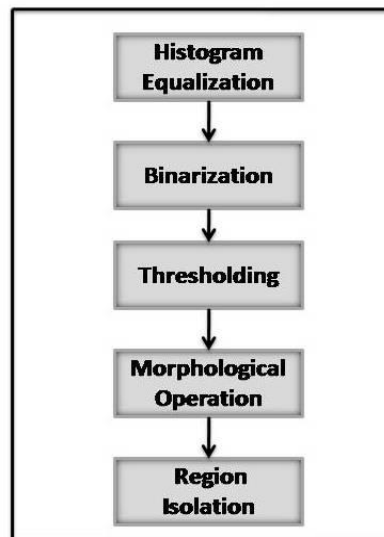 Histogram
Equalization
Binarization
Thresholding
Morphological
Operation
Region
Isolation